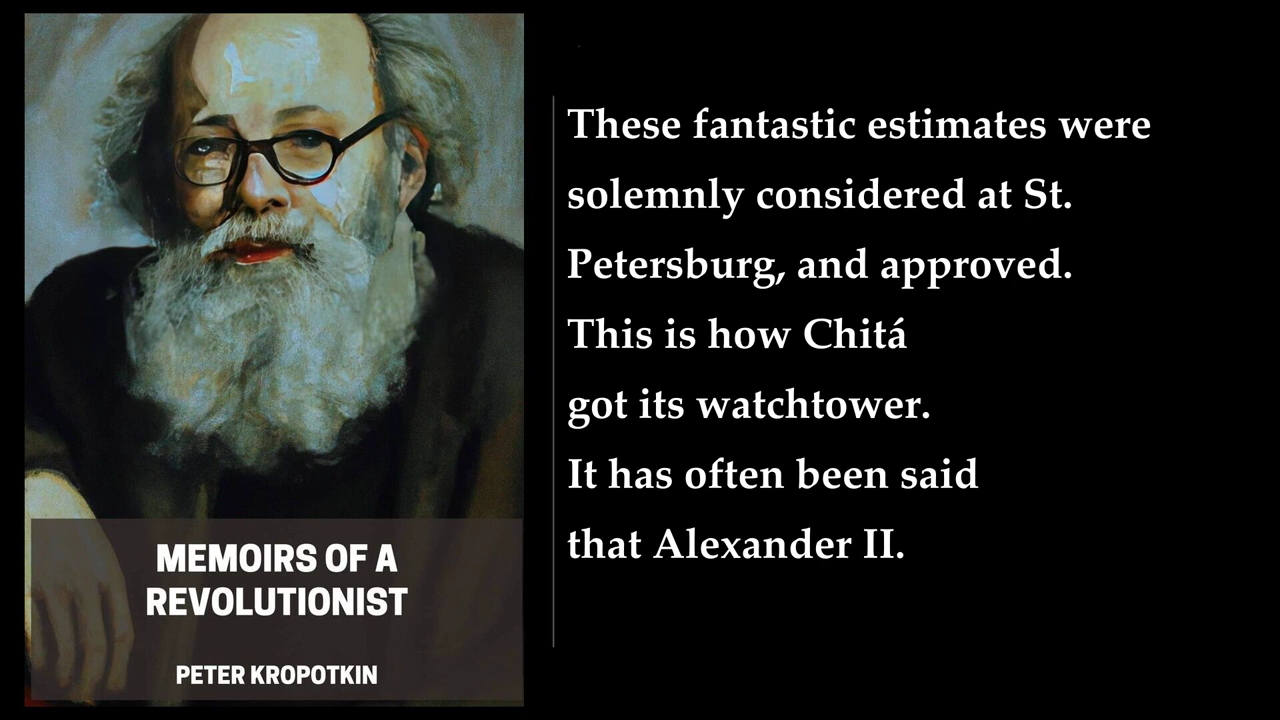 MEMOIRS OF A
REVOLUTIONIST
PETER KROPOTKIN
These fantastic estimates were
solemnly considered at St.
Petersburg, and approved.
This is how Chitá
got its watchtower.
It has often been said
that Alexander II.